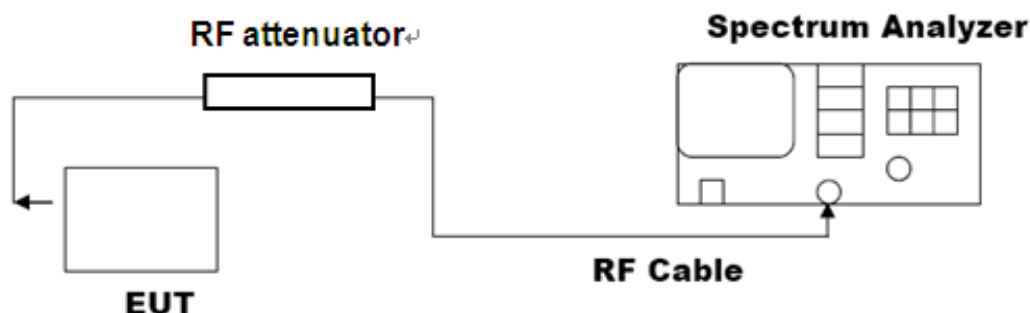 RF attenuator↵
Spectrum Analyzer
RF Cable
EUT